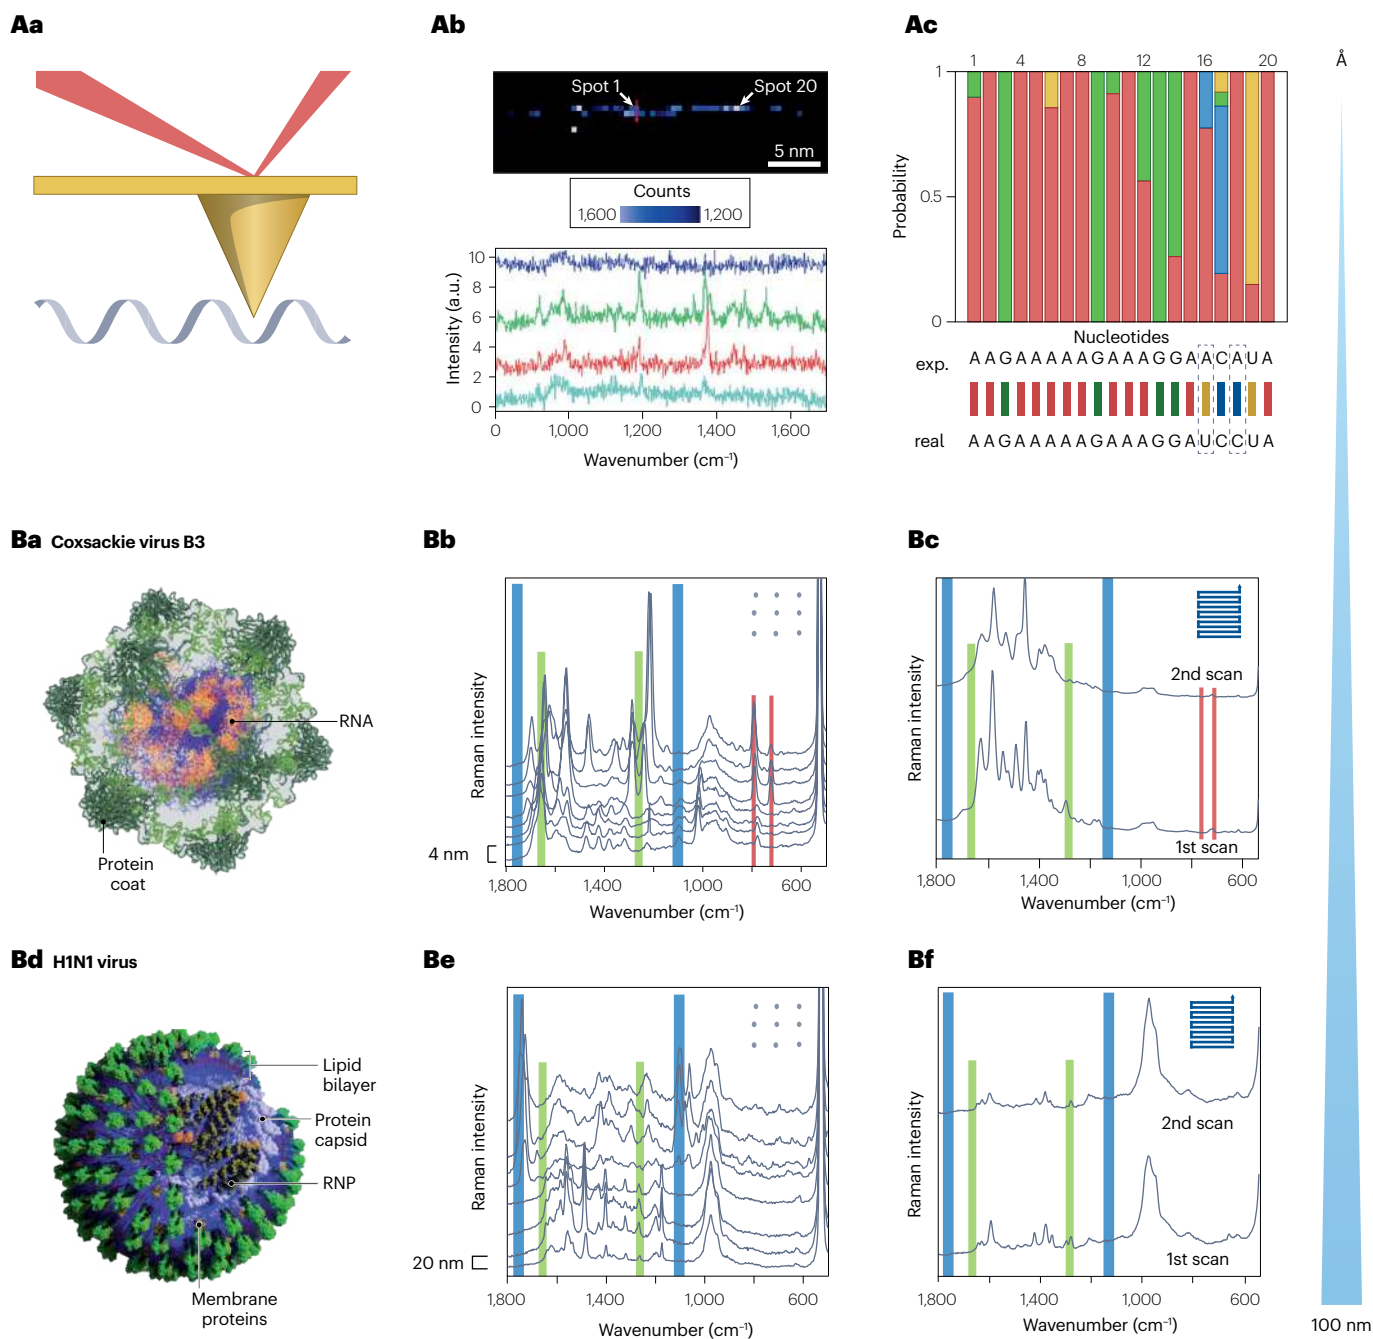 Aa
Ab
Ac
Spot 1
Spot 20
5 nm
Counts
1,600
1,200
10
8
6
4
2
0
Intensity (a.u.)
0
1,000
1,200
1,400
1,600
Wavenumber (cm⁻¹)
1 4 8 12 16 20
1
0.5
0
Probability
Nucleotides
exp. A A G A A A A A G A A A G G A A C A U A
real A A G A A A A A G A A A G G A U C C U A
Å
Ba Coxsackie virus B3
RNA
Protein
coat
Bb
Raman intensity
4 nm
1,800 1,400 1,000 600
Wavenumber (cm⁻¹)
Bc
Raman intensity
2nd scan
1st scan
1,800 1,400 1,000 600
Wavenumber (cm⁻¹)
Bd H1N1 virus
Lipid
bilayer
Protein
capsid
RNP
Membrane
proteins
Be
Raman intensity
20 nm
1,800 1,400 1,000 600
Wavenumber (cm⁻¹)
Bf
Raman intensity
2nd scan
1st scan
1,800 1,400 1,000 600
Wavenumber (cm⁻¹)
100 nm